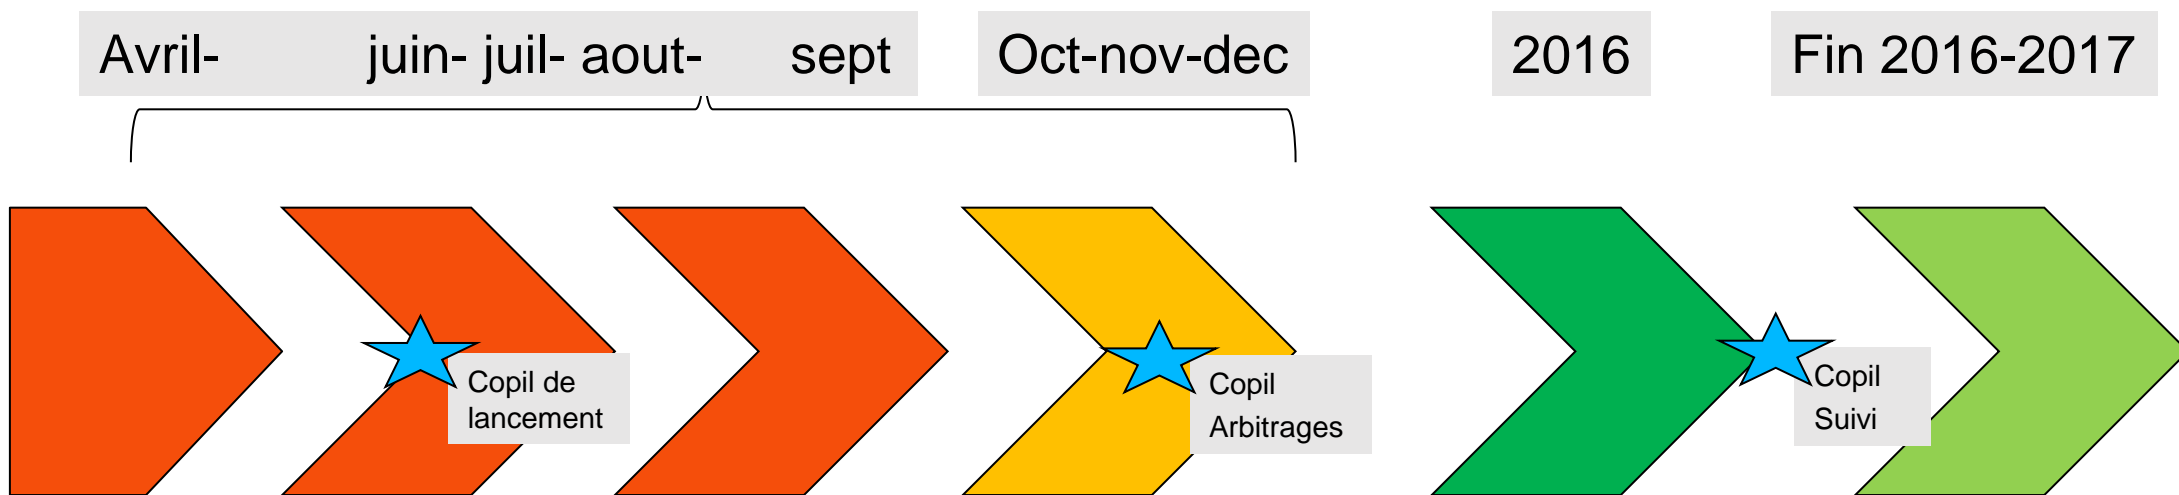 Avril- juin- juil- aout- sept
Oct-nov-dec
2016
Fin 2016-2017
Copil de
lancement
Copil
Arbitrages
Copil
Suivi